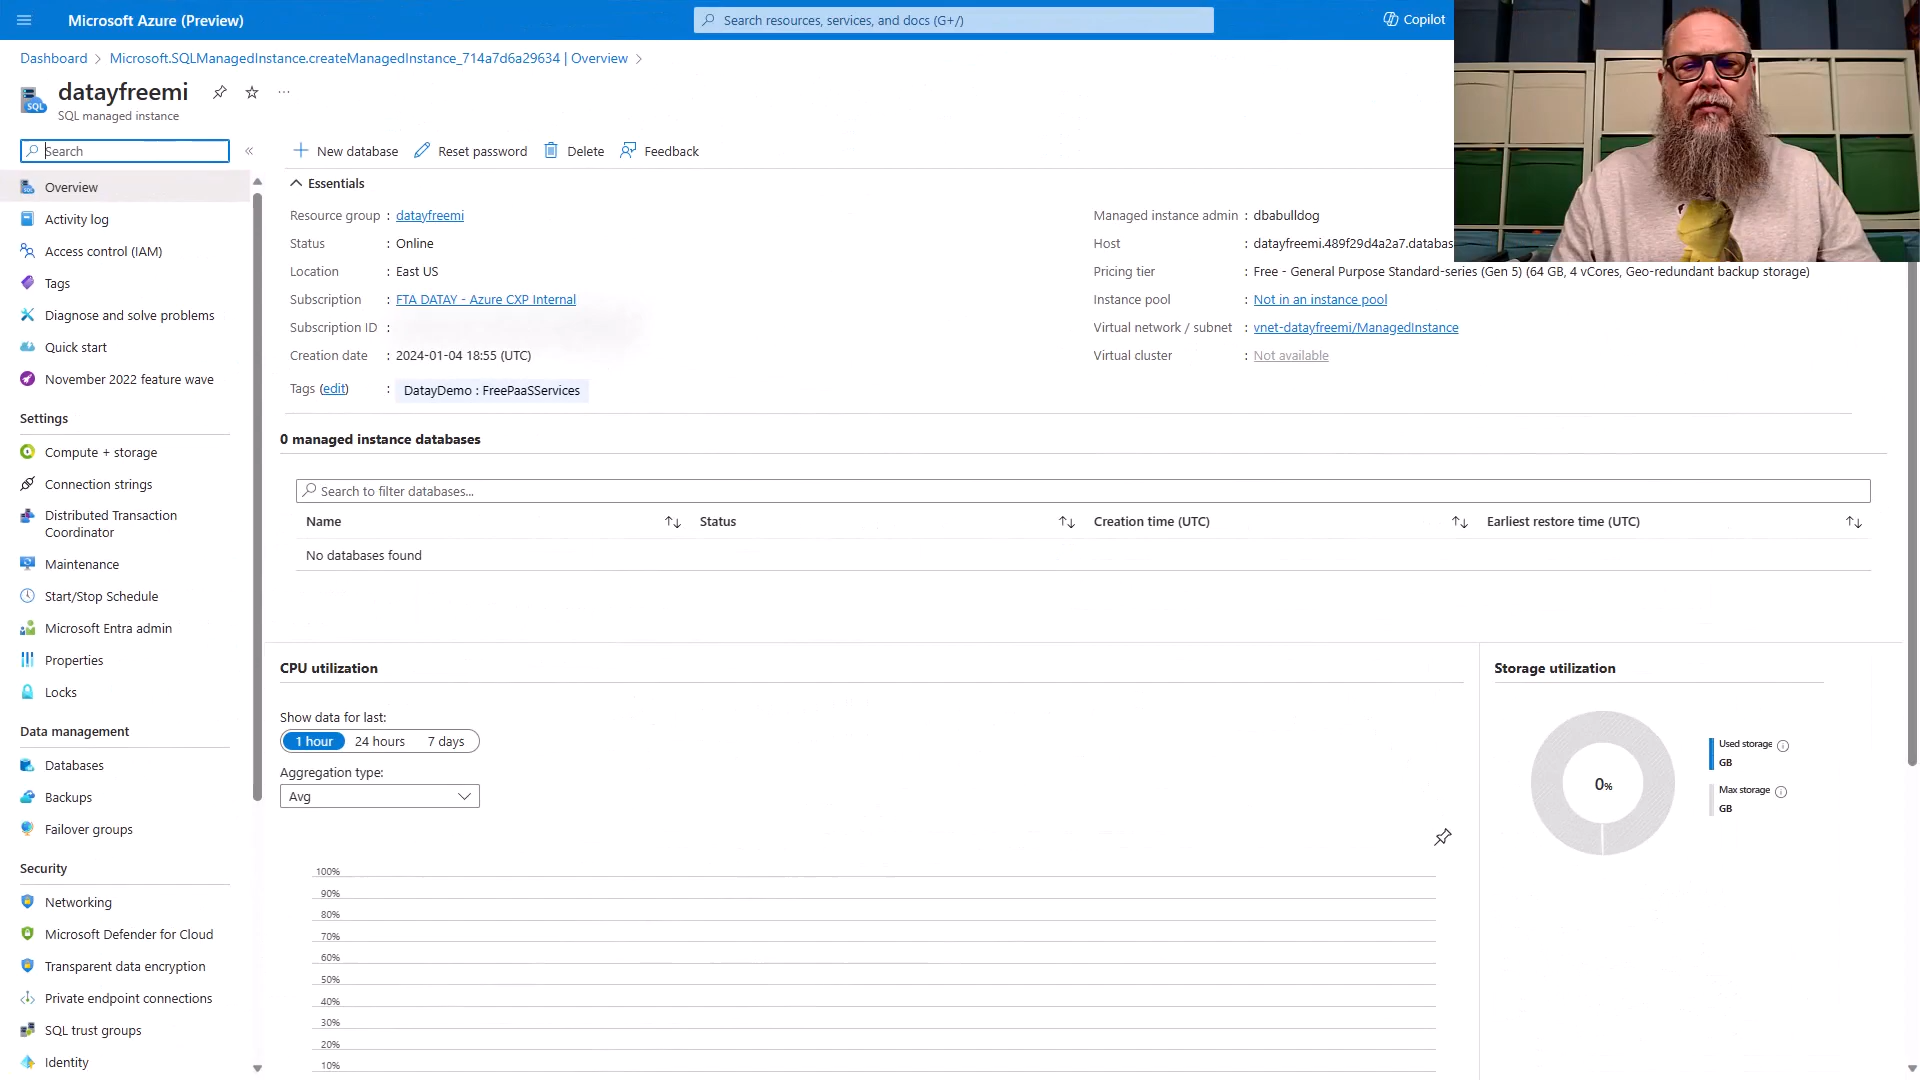 Microsoft Azure (Preview)
Search resources, services, and docs (G+/)
Copilot
Dashboard
Microsoft.SQLManagedInstance.createManagedInstance_714a7d6a29634 | Overview
datayfreemi
SQL managed instance
Search
New database
Reset password
Delete
Feedback
Overview
Activity log
Access control (IAM)
Tags
Diagnose and solve problems
Quick start
November 2022 feature wave
Settings
Compute + storage
Connection strings
Distributed Transaction
Coordinator
Maintenance
Start/Stop Schedule
Microsoft Entra admin
Properties
Locks
Data management
Databases
Backups
Failover groups
Security
Networking
Microsoft Defender for Cloud
Transparent data encryption
Private endpoint connections
SQL trust groups
Identity
Essentials
Resource group : datayfreemi
Status : Online
Location : East US
Subscription : FTA DATAY - Azure CXP Internal
Subscription ID :
Creation date : 2024-01-04 18:55 (UTC)
Tags (edit) : DatayDemo : FreePaaSServices
Managed instance admin : dbabulldog
Host : datayfreemi.489f29d4a2a7.databas
Pricing tier : Free - General Purpose Standard-series (Gen 5) (64 GB, 4 vCores, Geo-redundant backup storage)
Instance pool : Not in an instance pool
Virtual network / subnet : vnet-datayfreemi/ManagedInstance
Virtual cluster : Not available
0 managed instance databases
Search to filter databases...
Name Status Creation time (UTC) Earliest restore time (UTC)
No databases found
CPU utilization
Show data for last:
1 hour 24 hours 7 days
Aggregation type:
Avg
100%
90%
80%
70%
60%
50%
40%
30%
20%
10%
Storage utilization
0%
Used storage
GB
Max storage
GB